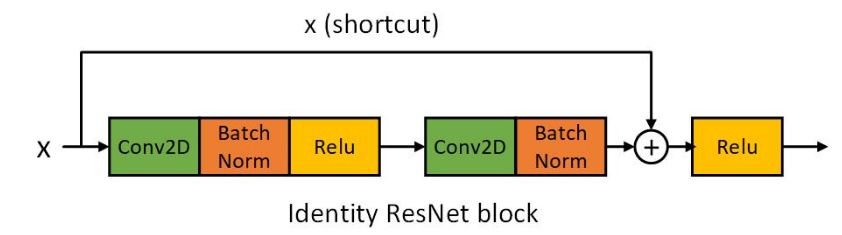 x (shortcut)
x
Conv2D
Batch
Norm
Relu
Conv2D
Batch
Norm
+
Relu
Identity ResNet block